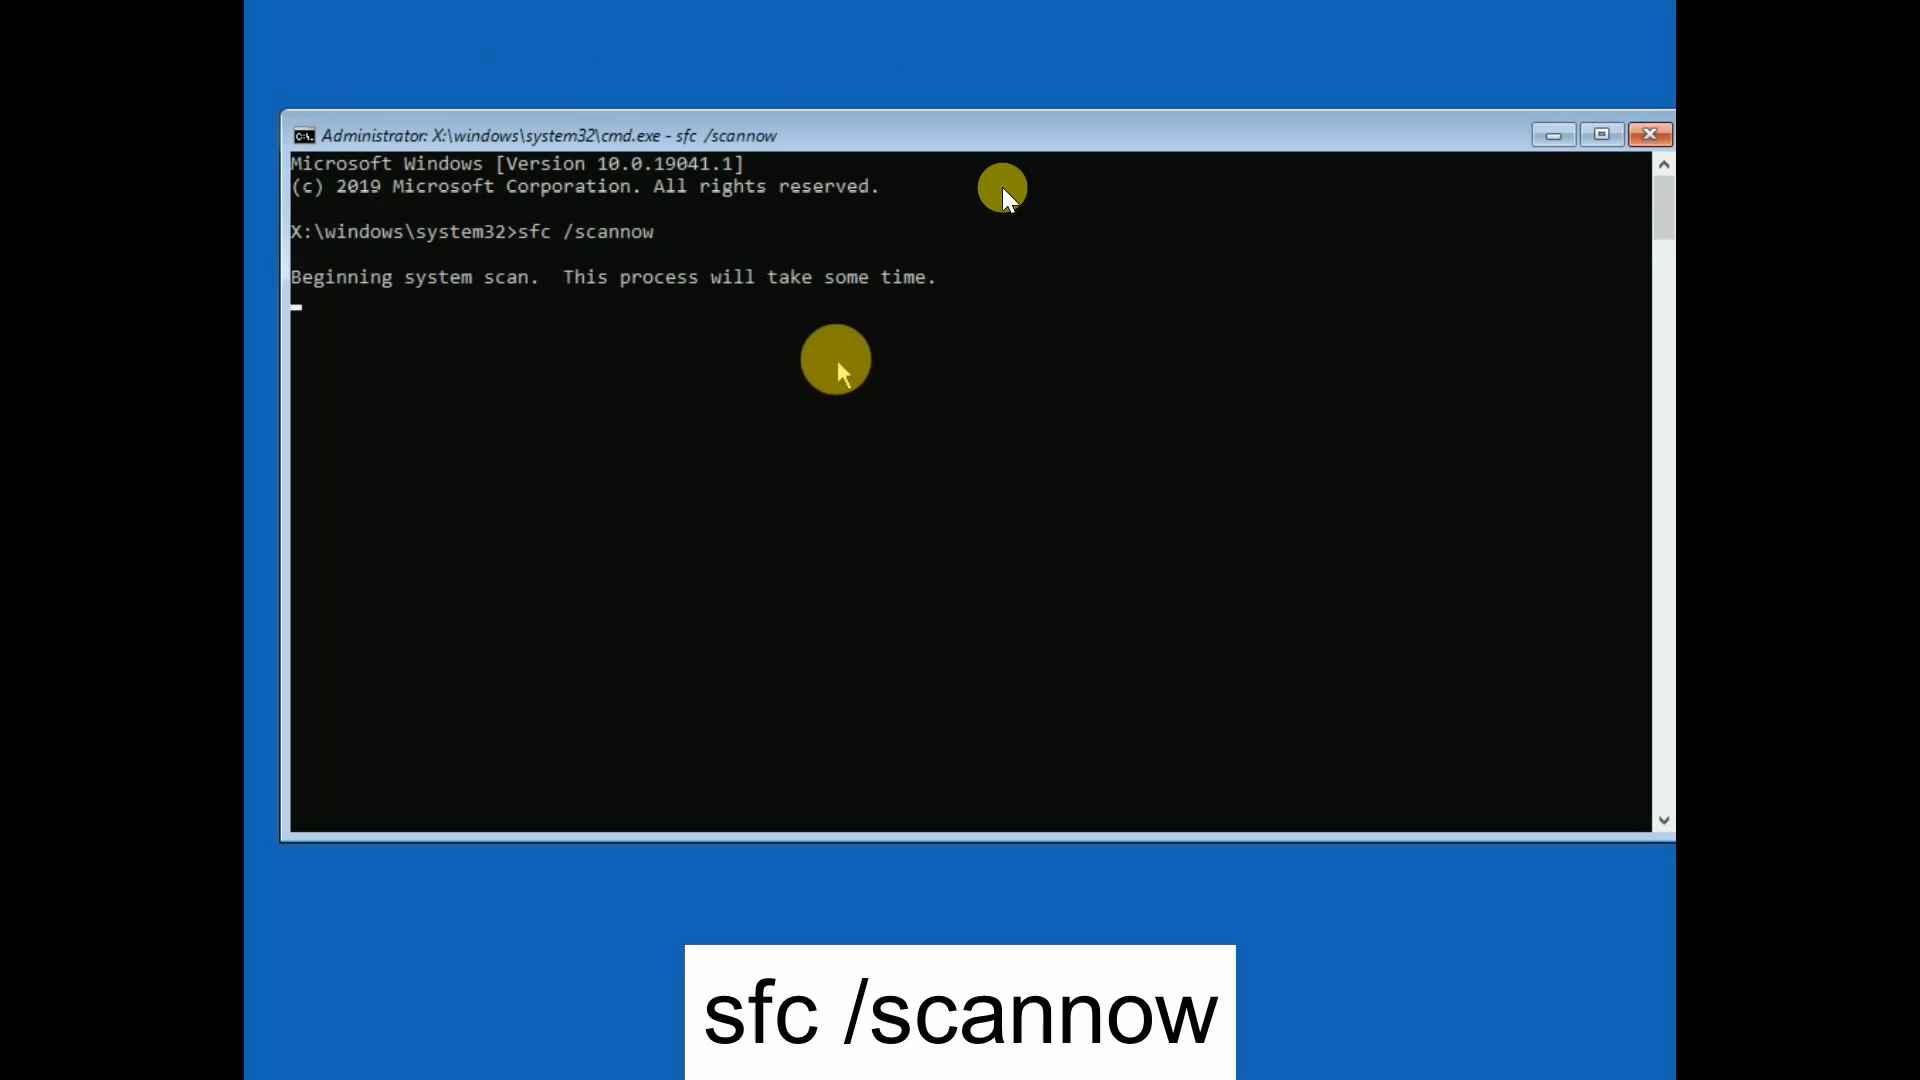 Administrator: X:\windows\system32\cmd.exe - sfc /scannow
Microsoft Windows [Version 10.0.19041.1]
(c) 2019 Microsoft Corporation. All rights reserved.
X:\windows\system32>sfc /scannow
Beginning system scan.  This process will take some time.
sfc /scannow